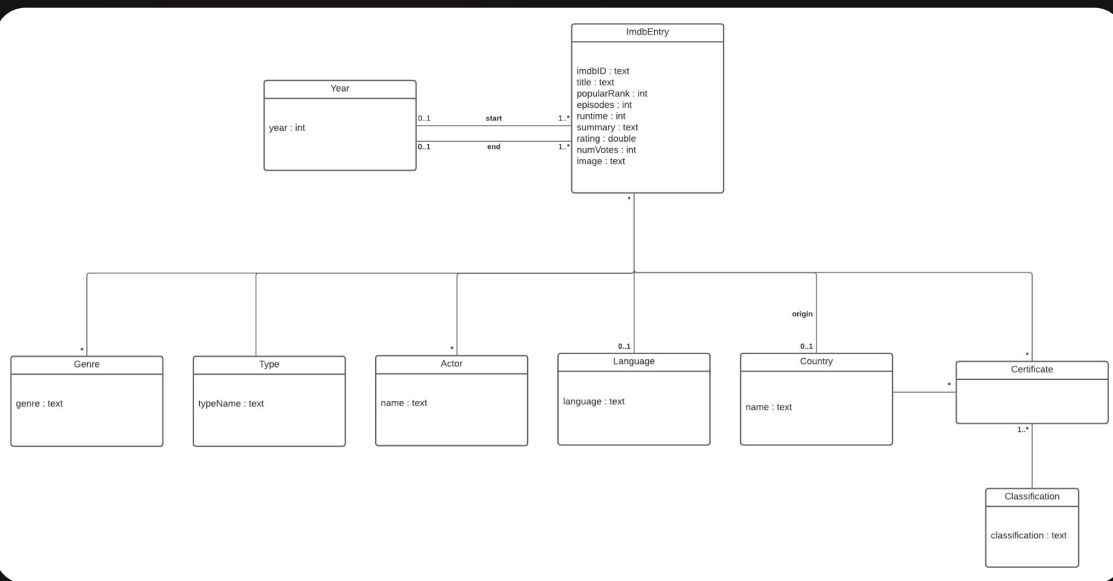 ImdbEntry
imdbID : text
title : text
popularRank : int
episodes : int
runtime : int
summary : text
rating : double
numVotes : int
image : text
Year
year : int
0..1 start 1..*
0..1 end 1..*
*
origin
* * 0..1 0..1 *
Genre
genre : text
Type
typeName : text
Actor
name : text
Language
language : text
Country
name : text
*
Certificate
1..*
Classification
classification : text